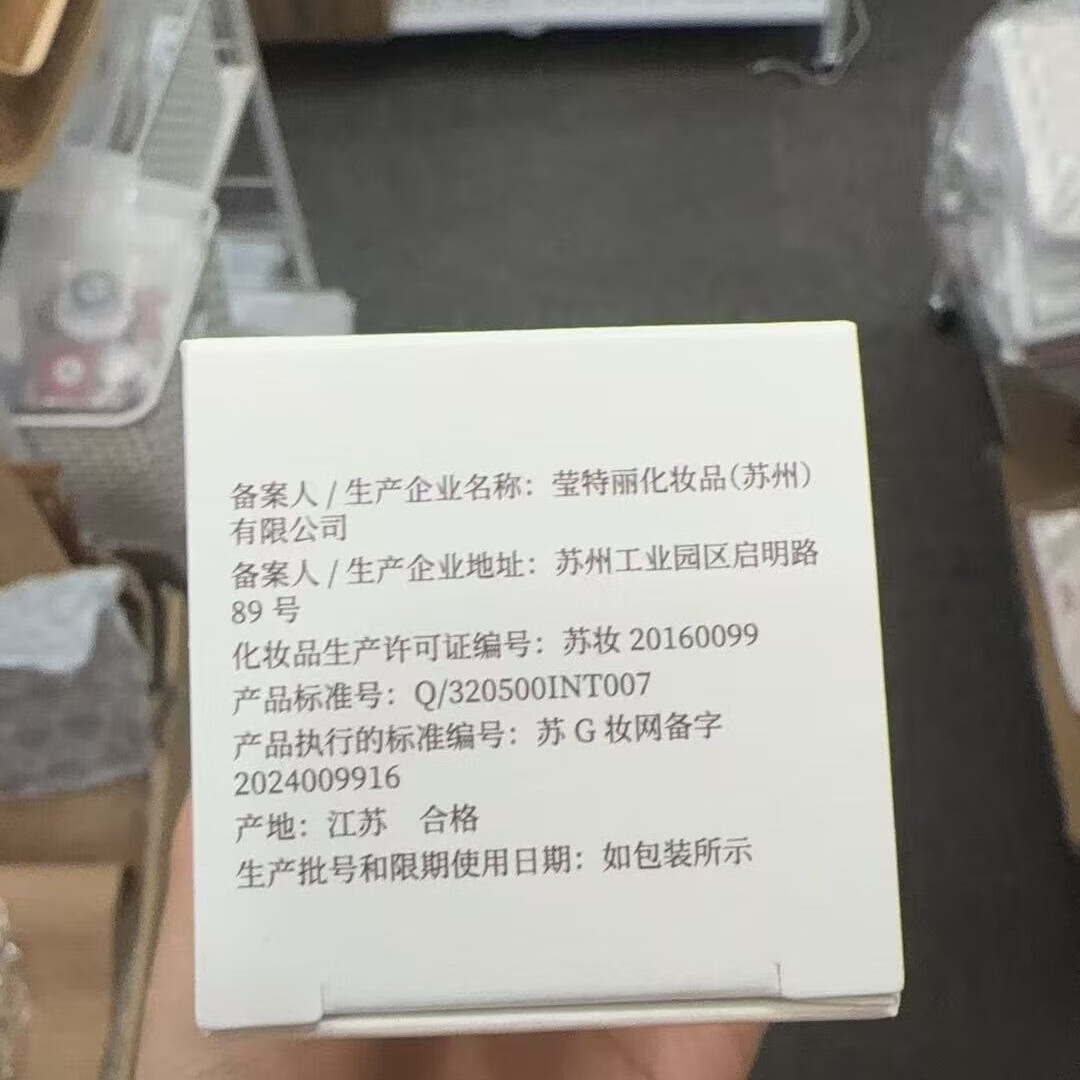 备案人 / 生产企业名称：莹特丽化妆品（苏州）
有限公司
备案人 / 生产企业地址：苏州工业园区启明路
89 号
化妆品生产许可证编号：苏妆 20160099
产品标准号：Q/320500INT007
产品执行的标准编号：苏 G 妆网备字
2024009916
产地：江苏　合格
生产批号和限期使用日期：如包装所示